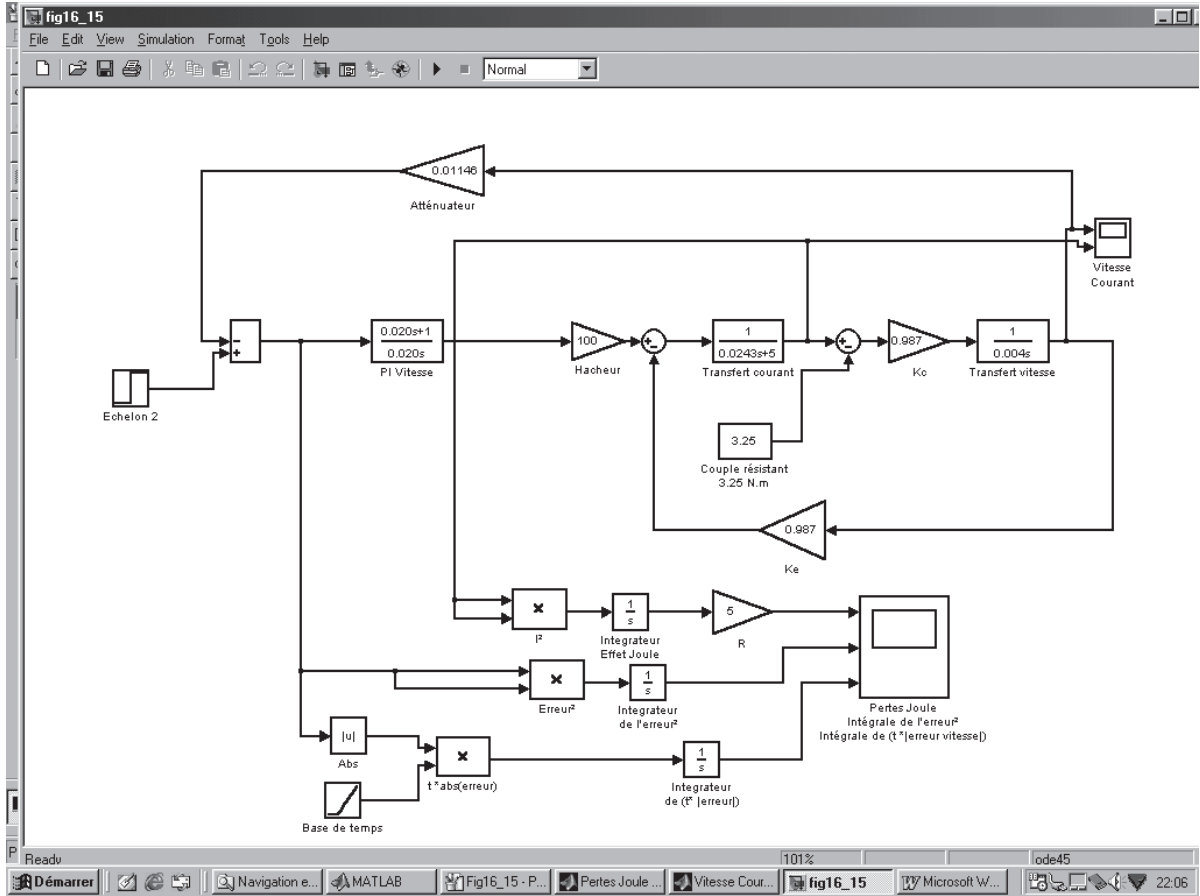 fig16_15
File Edit View Simulation Format Tools Help
Normal
0.01146
Atténuateur
Vitesse
Courant
Echelon 2
0.020s+1
0.020s
PI Vitesse
100
Hacheur
1
0.0243s+5
Transfert courant
0.987
Kc
1
0.004s
Transfert vitesse
3.25
Couple résistant
3.25 N.m
0.987
Ke
×
I²
1
s
Integrateur
Effet Joule
5
R
×
Erreur²
1
s
Integrateur
de l'erreur²
Pertes Joule
Intégrale de l'erreur²
Intégrale de (t *|erreur vitesse|)
|u|
Abs
×
t *abs(erreur)
1
s
Integrateur
de (t* |erreur|)
Base de temps
Ready 101% ode45
Démarrer Navigation e... MATLAB Fig16_15 - P... Pertes Joule ... Vitesse Cour... fig16_15 Microsoft W... 22:06